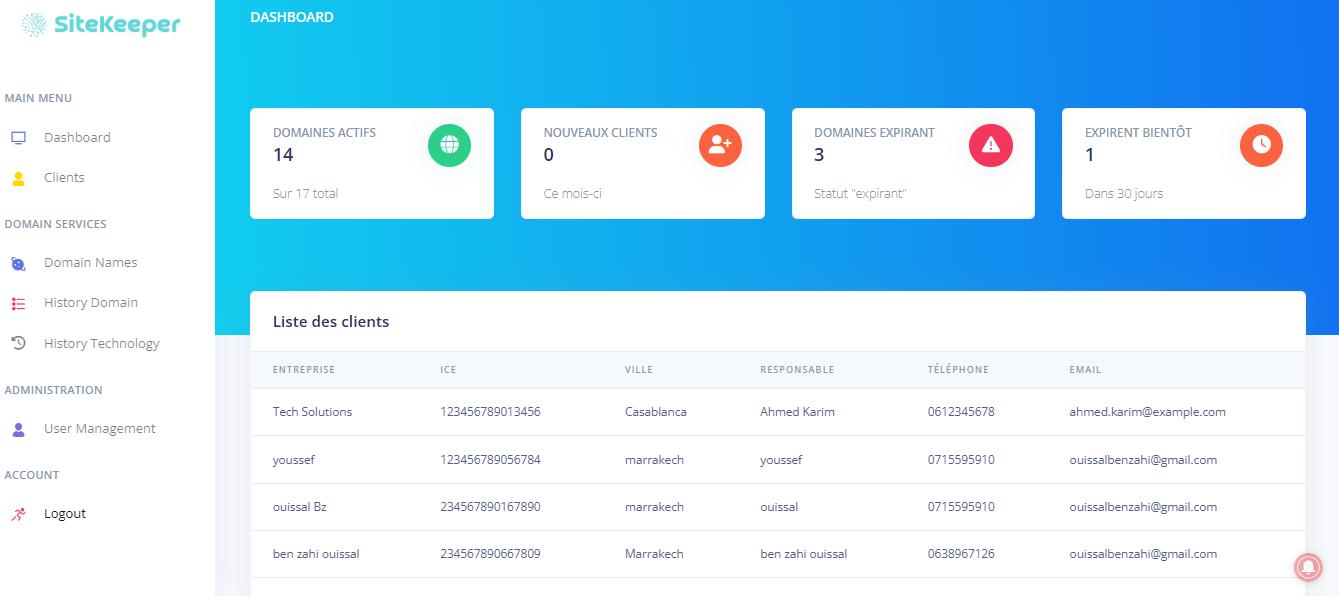 SiteKeeper
DASHBOARD
MAIN MENU
Dashboard
Clients
DOMAIN SERVICES
Domain Names
History Domain
History Technology
ADMINISTRATION
User Management
ACCOUNT
Logout
DOMAINES ACTIFS
14
Sur 17 total
NOUVEAUX CLIENTS
0
Ce mois-ci
DOMAINES EXPIRANT
3
Statut "expirant"
EXPIRENT BIENTÔT
1
Dans 30 jours
Liste des clients
ENTREPRISE ICE VILLE RESPONSABLE TÉLÉPHONE EMAIL
Tech Solutions 123456789013456 Casablanca Ahmed Karim 0612345678 ahmed.karim@example.com
youssef 123456789056784 marrakech youssef 0715595910 ouissalbenzahi@gmail.com
ouissal Bz 234567890167890 marrakech ouissal 0715595910 ouissalbenzahi@gmail.com
ben zahi ouissal 234567890667809 Marrakech ben zahi ouissal 0638967126 ouissalbenzahi@gmail.com